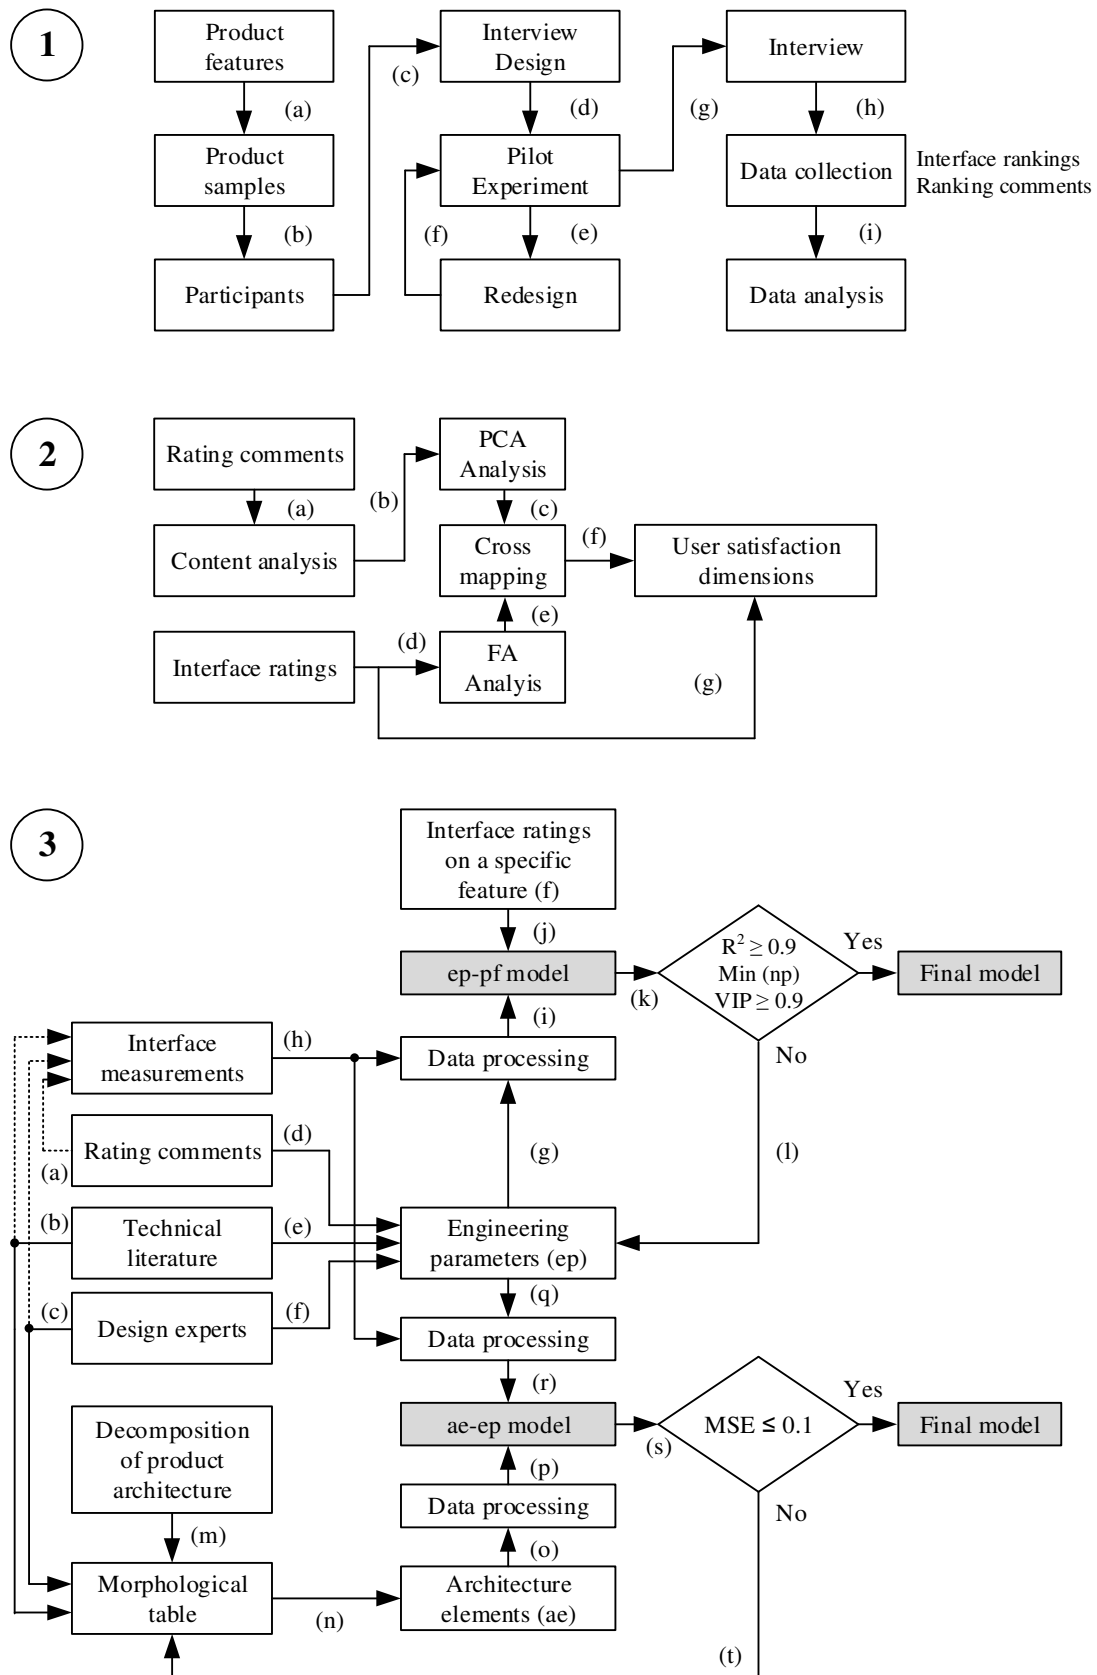 1
Product
features
(a)
Product
samples
(b)
Participants
(c)
Interview
Design
(d)
Pilot
Experiment
(e)
(f)
Redesign
(g)
Interview
(h)
Data collection
Interface rankings
Ranking comments
(i)
Data analysis
2
Rating comments
(a)
Content analysis
(b)
PCA
Analysis
(c)
Cross
mapping
(f)
User satisfaction
dimensions
(e)
Interface ratings
(d)
FA
Analyis
(g)
3
Interface ratings
on a specific
feature (f)
(j)
ep-pf model
(k)
R² ≥ 0.9
Min (np)
VIP ≥ 0.9
Yes
Final model
No
(i)
Interface
measurements
(h)
Data processing
Rating comments
(a)
(d)
(g)
(l)
(b)
Technical
literature
(e)
Engineering
parameters (ep)
(c)
Design experts
(f)
(q)
Data processing
(r)
ae-ep model
(s)
MSE ≤ 0.1
Yes
Final model
No
Decomposition
of product
architecture
(p)
Data processing
(m)
(o)
Morphological
table
(n)
Architecture
elements (ae)
(t)